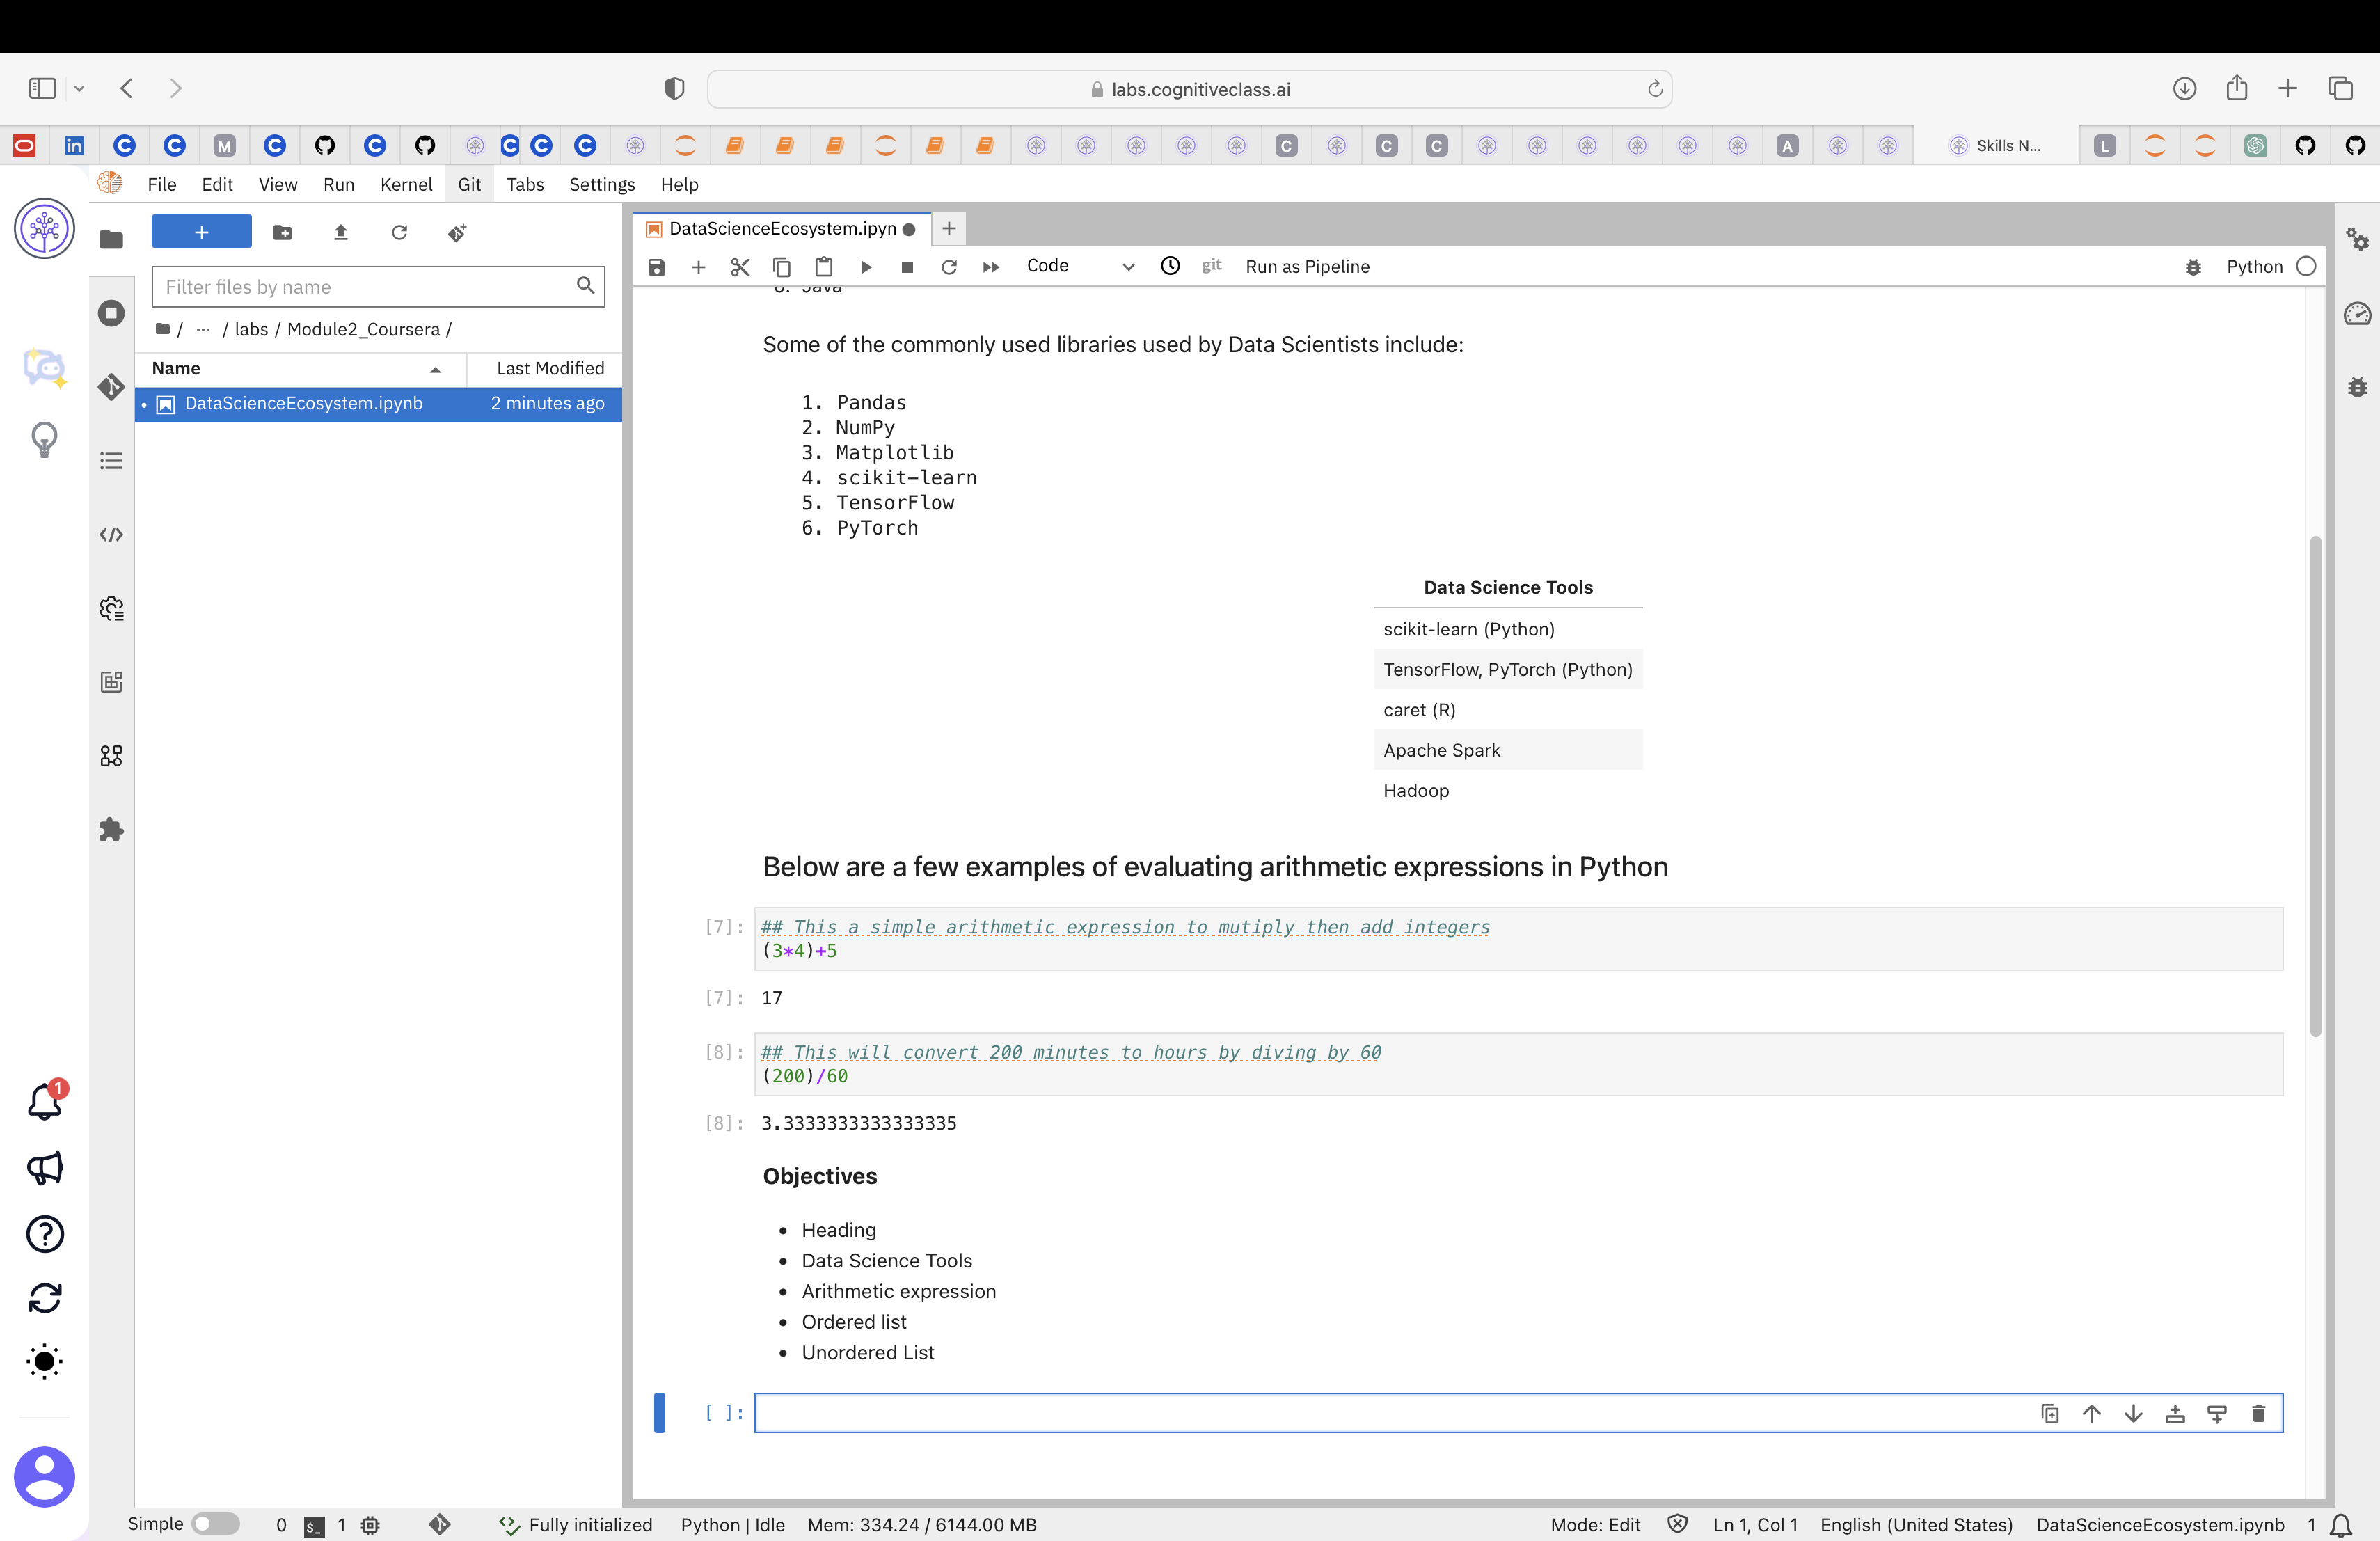 labs.cognitiveclass.ai
Skills N...
File Edit View Run Kernel Git Tabs Settings Help
+
Filter files by name
/ ... / labs / Module2_Coursera /
Name Last Modified
DataScienceEcosystem.ipynb 2 minutes ago
DataScienceEcosystem.ipyn
Code git Run as Pipeline Python
6. Java
Some of the commonly used libraries used by Data Scientists include:
1. Pandas
2. NumPy
3. Matplotlib
4. scikit-learn
5. TensorFlow
6. PyTorch
Data Science Tools
scikit-learn (Python)
TensorFlow, PyTorch (Python)
caret (R)
Apache Spark
Hadoop
Below are a few examples of evaluating arithmetic expressions in Python
[7]: ## This a simple arithmetic expression to mutiply then add integers
(3*4)+5
[7]: 17
[8]: ## This will convert 200 minutes to hours by diving by 60
(200)/60
[8]: 3.3333333333333335
Objectives
• Heading
• Data Science Tools
• Arithmetic expression
• Ordered list
• Unordered List
[ ]:
1
Simple 0 $_ 1 Fully initialized Python | Idle Mem: 334.24 / 6144.00 MB Mode: Edit Ln 1, Col 1 English (United States) DataScienceEcosystem.ipynb 1